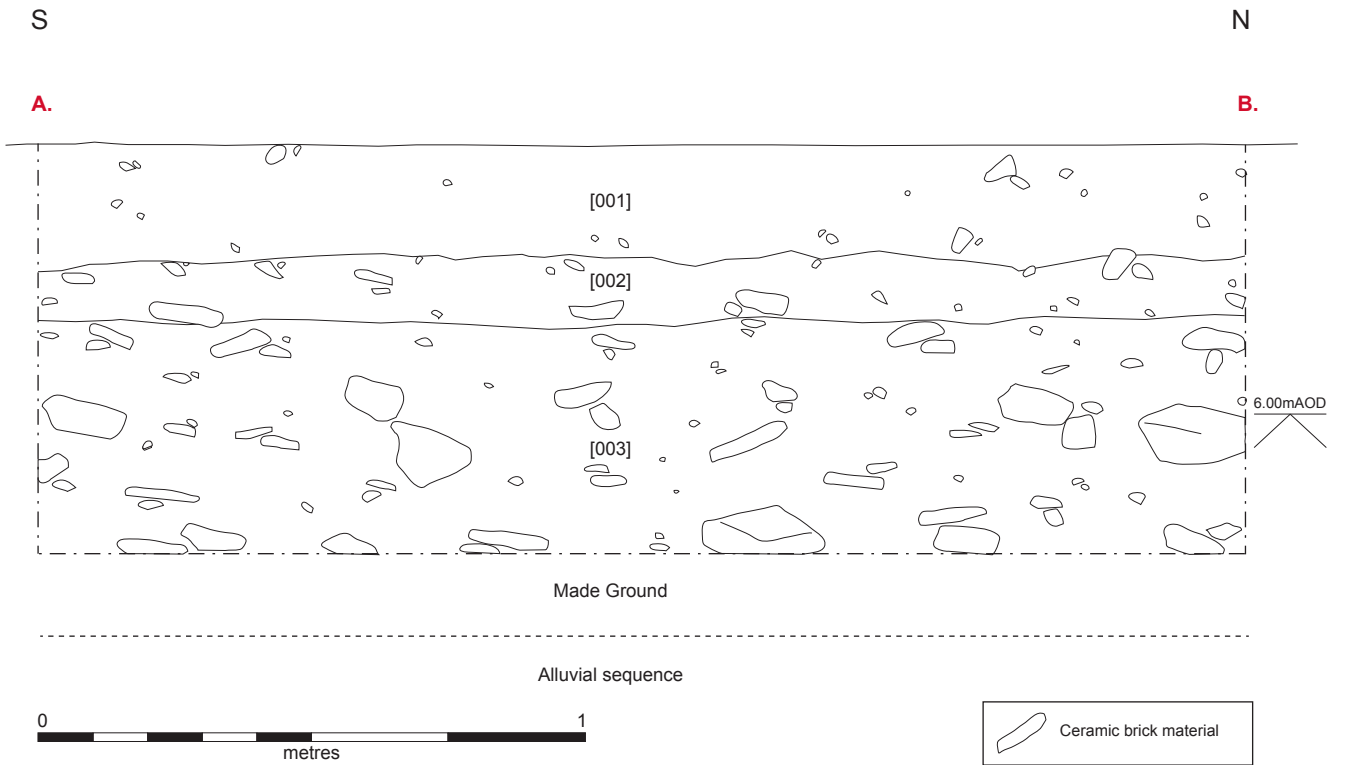 S N
A. B.
[001]
[002]
6.00mAOD
[003]
Made Ground
Alluvial sequence
0 1
metres
Ceramic brick material